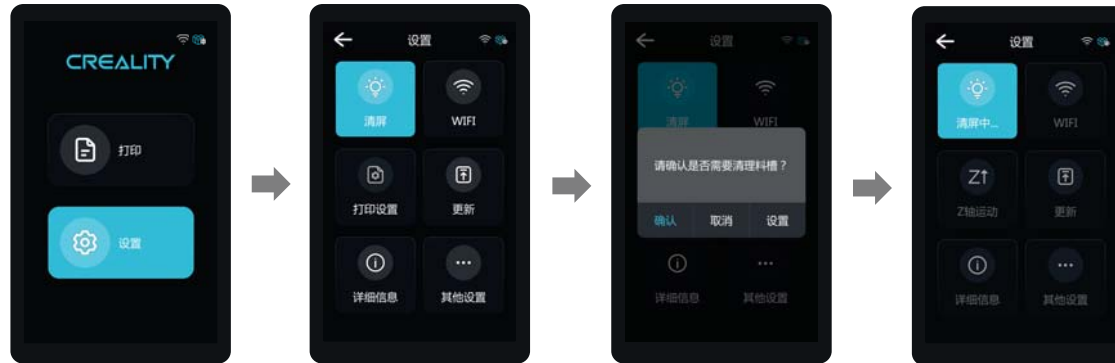 CREALITY
打印
设置
设置
清屏
WIFI
打印设置
更新
详细信息
其他设置
设置
清屏
WIFI
请确认是否需要清理料槽？
确认
取消
设置
详细信息
其他设置
设置
清屏中...
WIFI
Z↑
Z轴运动
更新
详细信息
其他设置